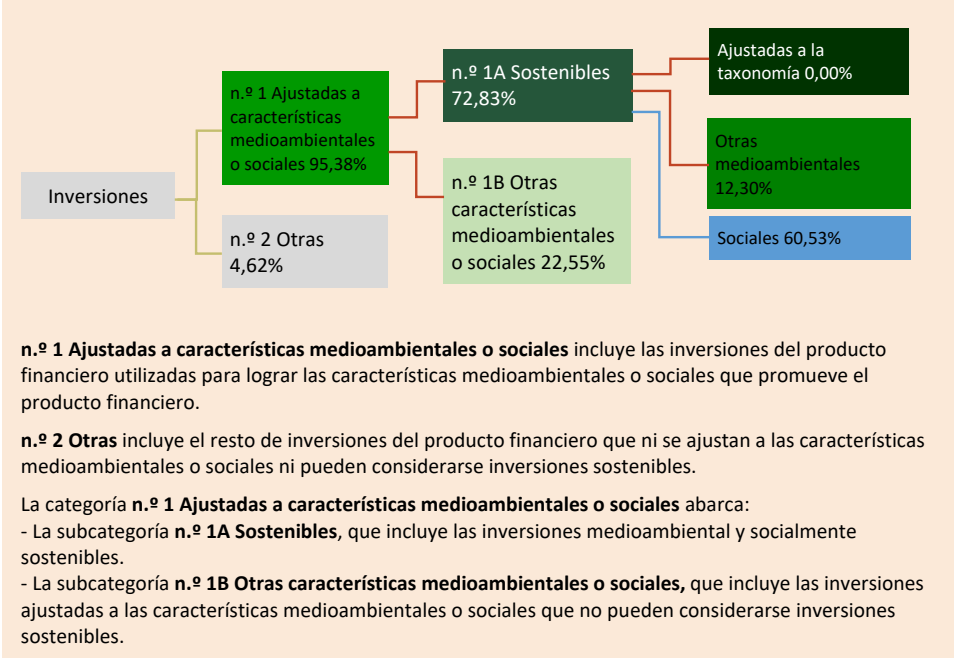 Inversiones
n.º 1 Ajustadas a
características
medioambientales
o sociales 95,38%
n.º 2 Otras
4,62%
n.º 1A Sostenibles
72,83%
n.º 1B Otras
características
medioambientales
o sociales 22,55%
Ajustadas a la
taxonomía 0,00%
Otras
medioambientales
12,30%
Sociales 60,53%
n.º 1 Ajustadas a características medioambientales o sociales incluye las inversiones del producto
financiero utilizadas para lograr las características medioambientales o sociales que promueve el
producto financiero.
n.º 2 Otras incluye el resto de inversiones del producto financiero que ni se ajustan a las características
medioambientales o sociales ni pueden considerarse inversiones sostenibles.
La categoría n.º 1 Ajustadas a características medioambientales o sociales abarca:
- La subcategoría n.º 1A Sostenibles, que incluye las inversiones medioambiental y socialmente
sostenibles.
- La subcategoría n.º 1B Otras características medioambientales o sociales, que incluye las inversiones
ajustadas a las características medioambientales o sociales que no pueden considerarse inversiones
sostenibles.